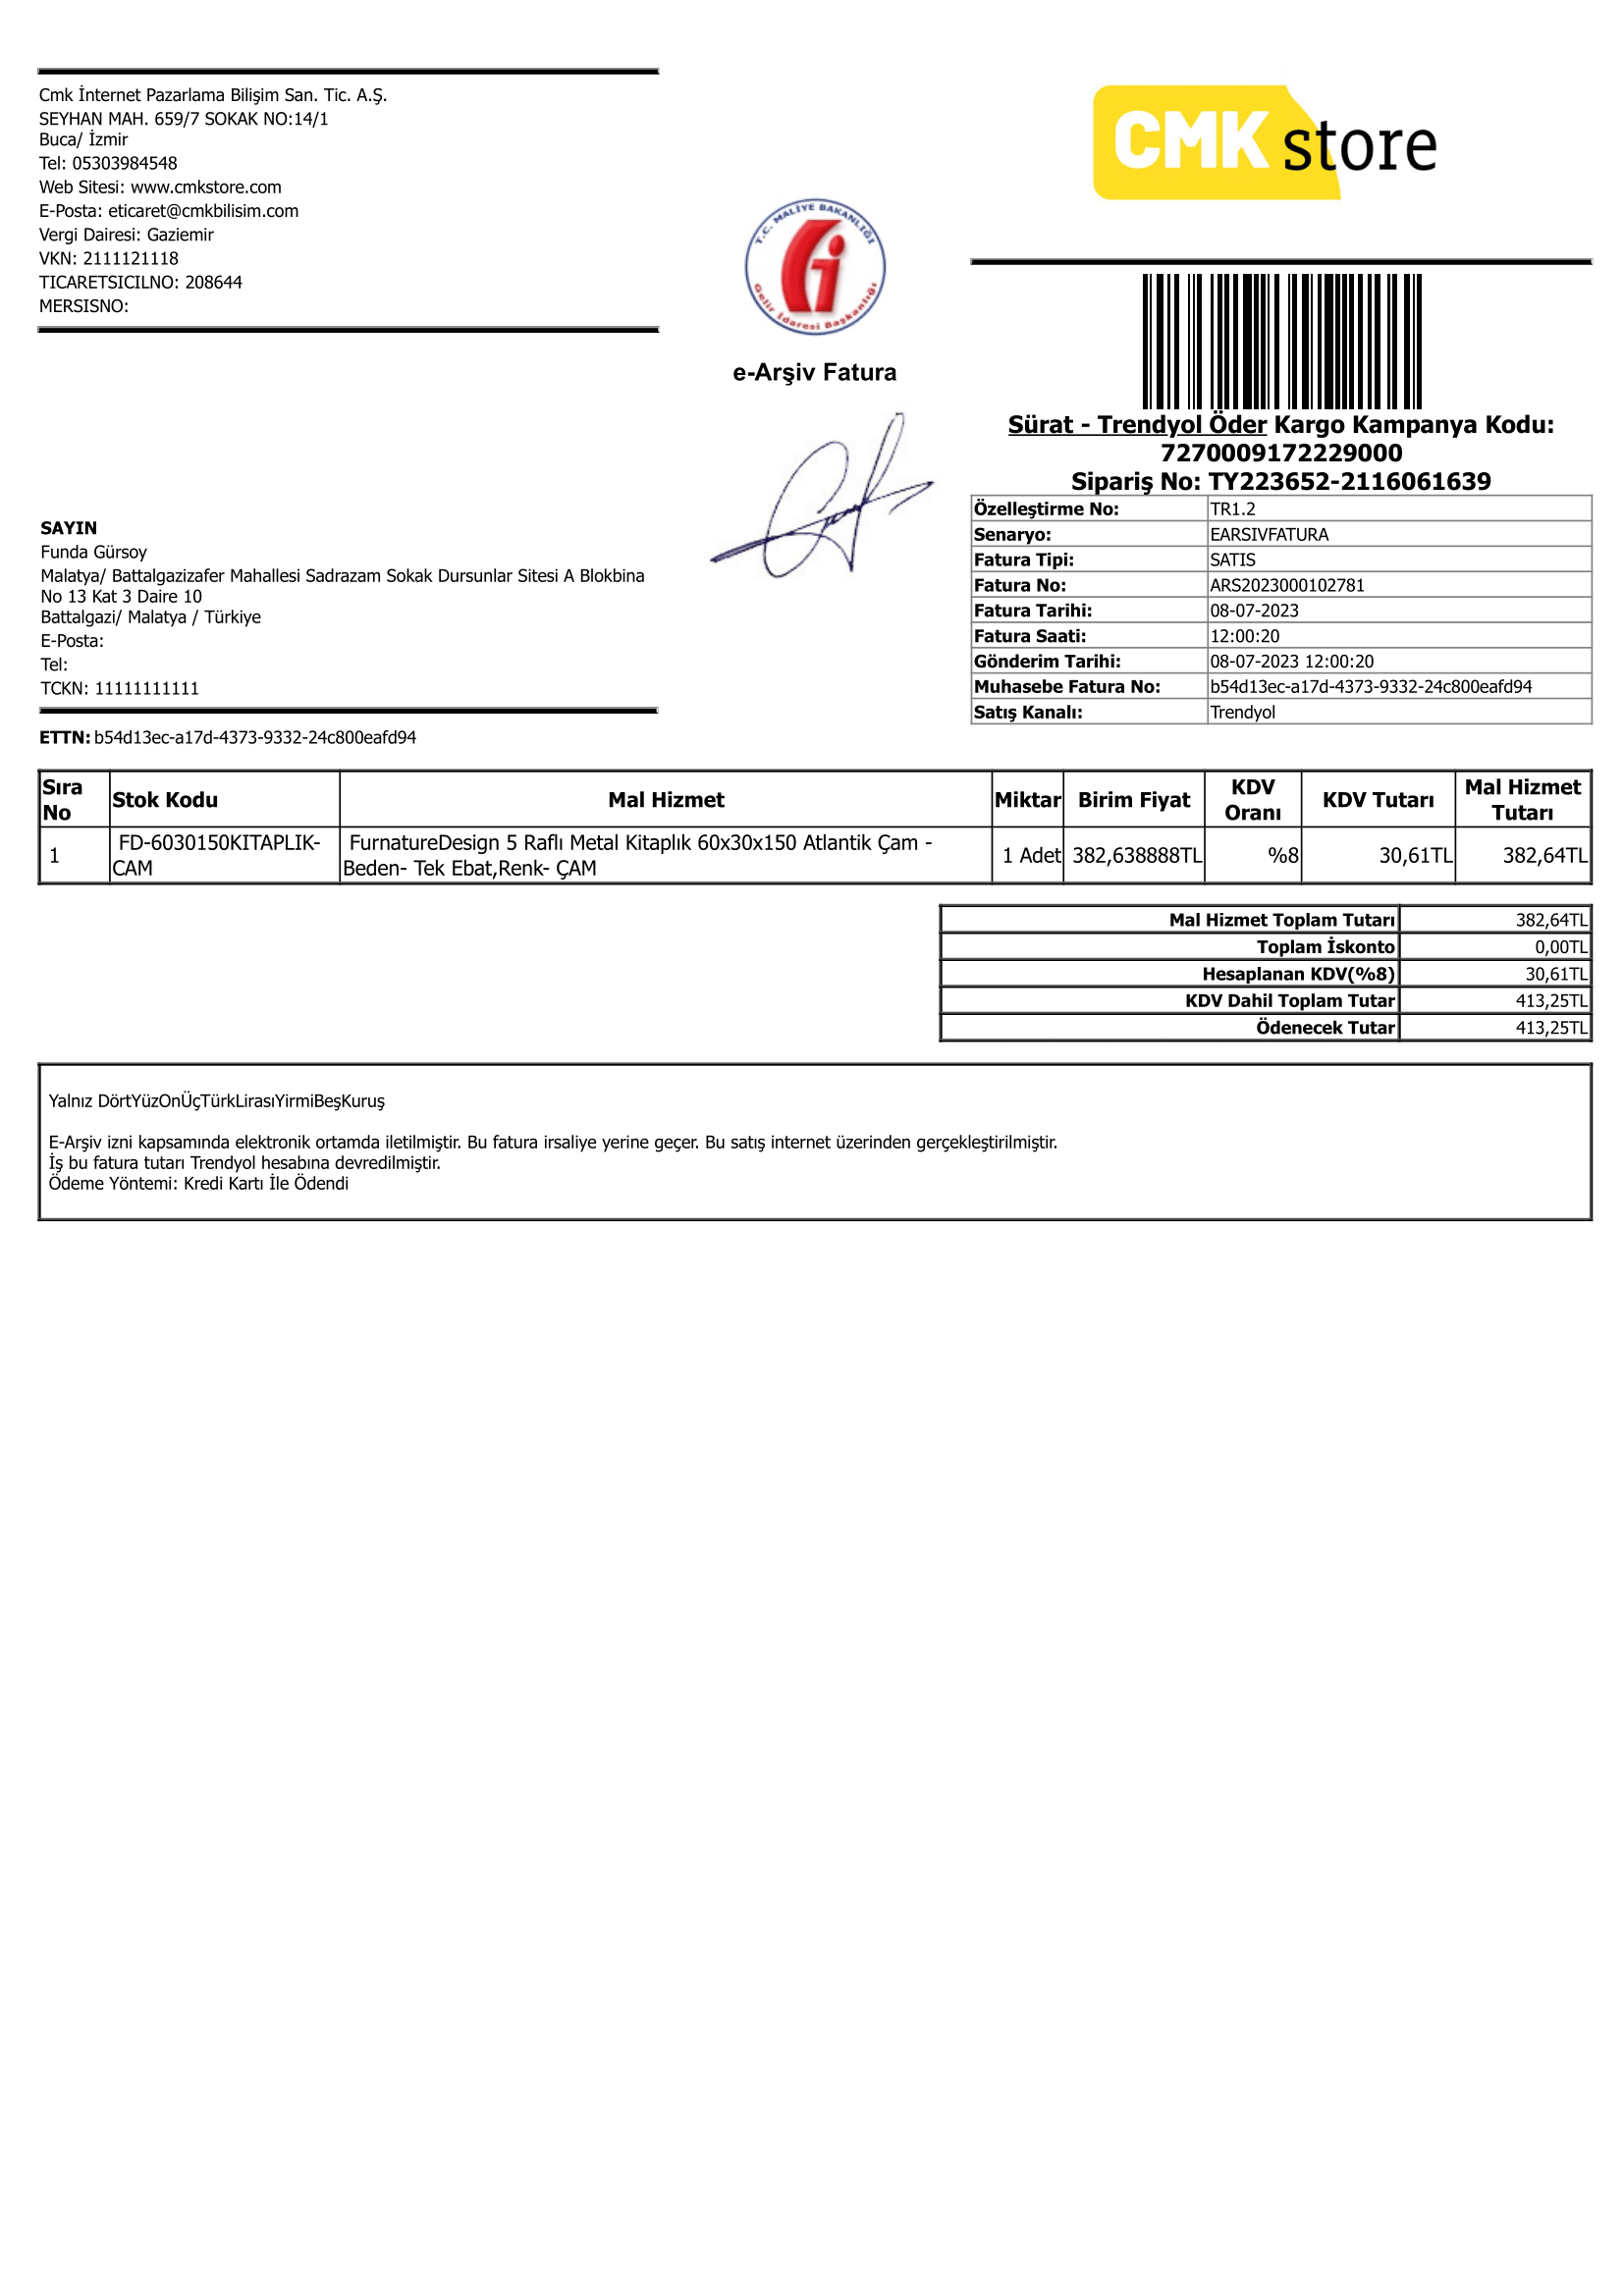 Cmk İnternet Pazarlama Bilişim San. Tic. A.Ş.
SEYHAN MAH. 659/7 SOKAK NO:14/1
Buca/ İzmir
Tel: 05303984548
Web Sitesi: www.cmkstore.com
E-Posta: eticaret@cmkbilisim.com
Vergi Dairesi: Gaziemir
VKN: 2111121118
TICARETSICILNO: 208644
MERSISNO:
T.C. MALİYE BAKANLIĞI
Gelir İdaresi Başkanlığı
e-Arşiv Fatura
CMK store
Sürat - Trendyol Öder Kargo Kampanya Kodu:
7270009172229000
Sipariş No: TY223652-2116061639
SAYIN
Funda Gürsoy
Malatya/ Battalgazizafer Mahallesi Sadrazam Sokak Dursunlar Sitesi A Blokbina
No 13 Kat 3 Daire 10
Battalgazi/ Malatya / Türkiye
E-Posta:
Tel:
TCKN: 11111111111
Özelleştirme No: TR1.2
Senaryo: EARSIVFATURA
Fatura Tipi: SATIS
Fatura No: ARS2023000102781
Fatura Tarihi: 08-07-2023
Fatura Saati: 12:00:20
Gönderim Tarihi: 08-07-2023 12:00:20
Muhasebe Fatura No: b54d13ec-a17d-4373-9332-24c800eafd94
Satış Kanalı: Trendyol
ETTN: b54d13ec-a17d-4373-9332-24c800eafd94
Sıra No Stok Kodu Mal Hizmet Miktar Birim Fiyat KDV Oranı KDV Tutarı Mal Hizmet Tutarı
1 FD-6030150KITAPLIK-CAM FurnatureDesign 5 Raflı Metal Kitaplık 60x30x150 Atlantik Çam - Beden- Tek Ebat,Renk- ÇAM 1 Adet 382,638888TL %8 30,61TL 382,64TL
Mal Hizmet Toplam Tutarı 382,64TL
Toplam İskonto 0,00TL
Hesaplanan KDV(%8) 30,61TL
KDV Dahil Toplam Tutar 413,25TL
Ödenecek Tutar 413,25TL
Yalnız DörtYüzOnÜçTürkLirasıYirmiBeşKuruş
E-Arşiv izni kapsamında elektronik ortamda iletilmiştir. Bu fatura irsaliye yerine geçer. Bu satış internet üzerinden gerçekleştirilmiştir.
İş bu fatura tutarı Trendyol hesabına devredilmiştir.
Ödeme Yöntemi: Kredi Kartı İle Ödendi